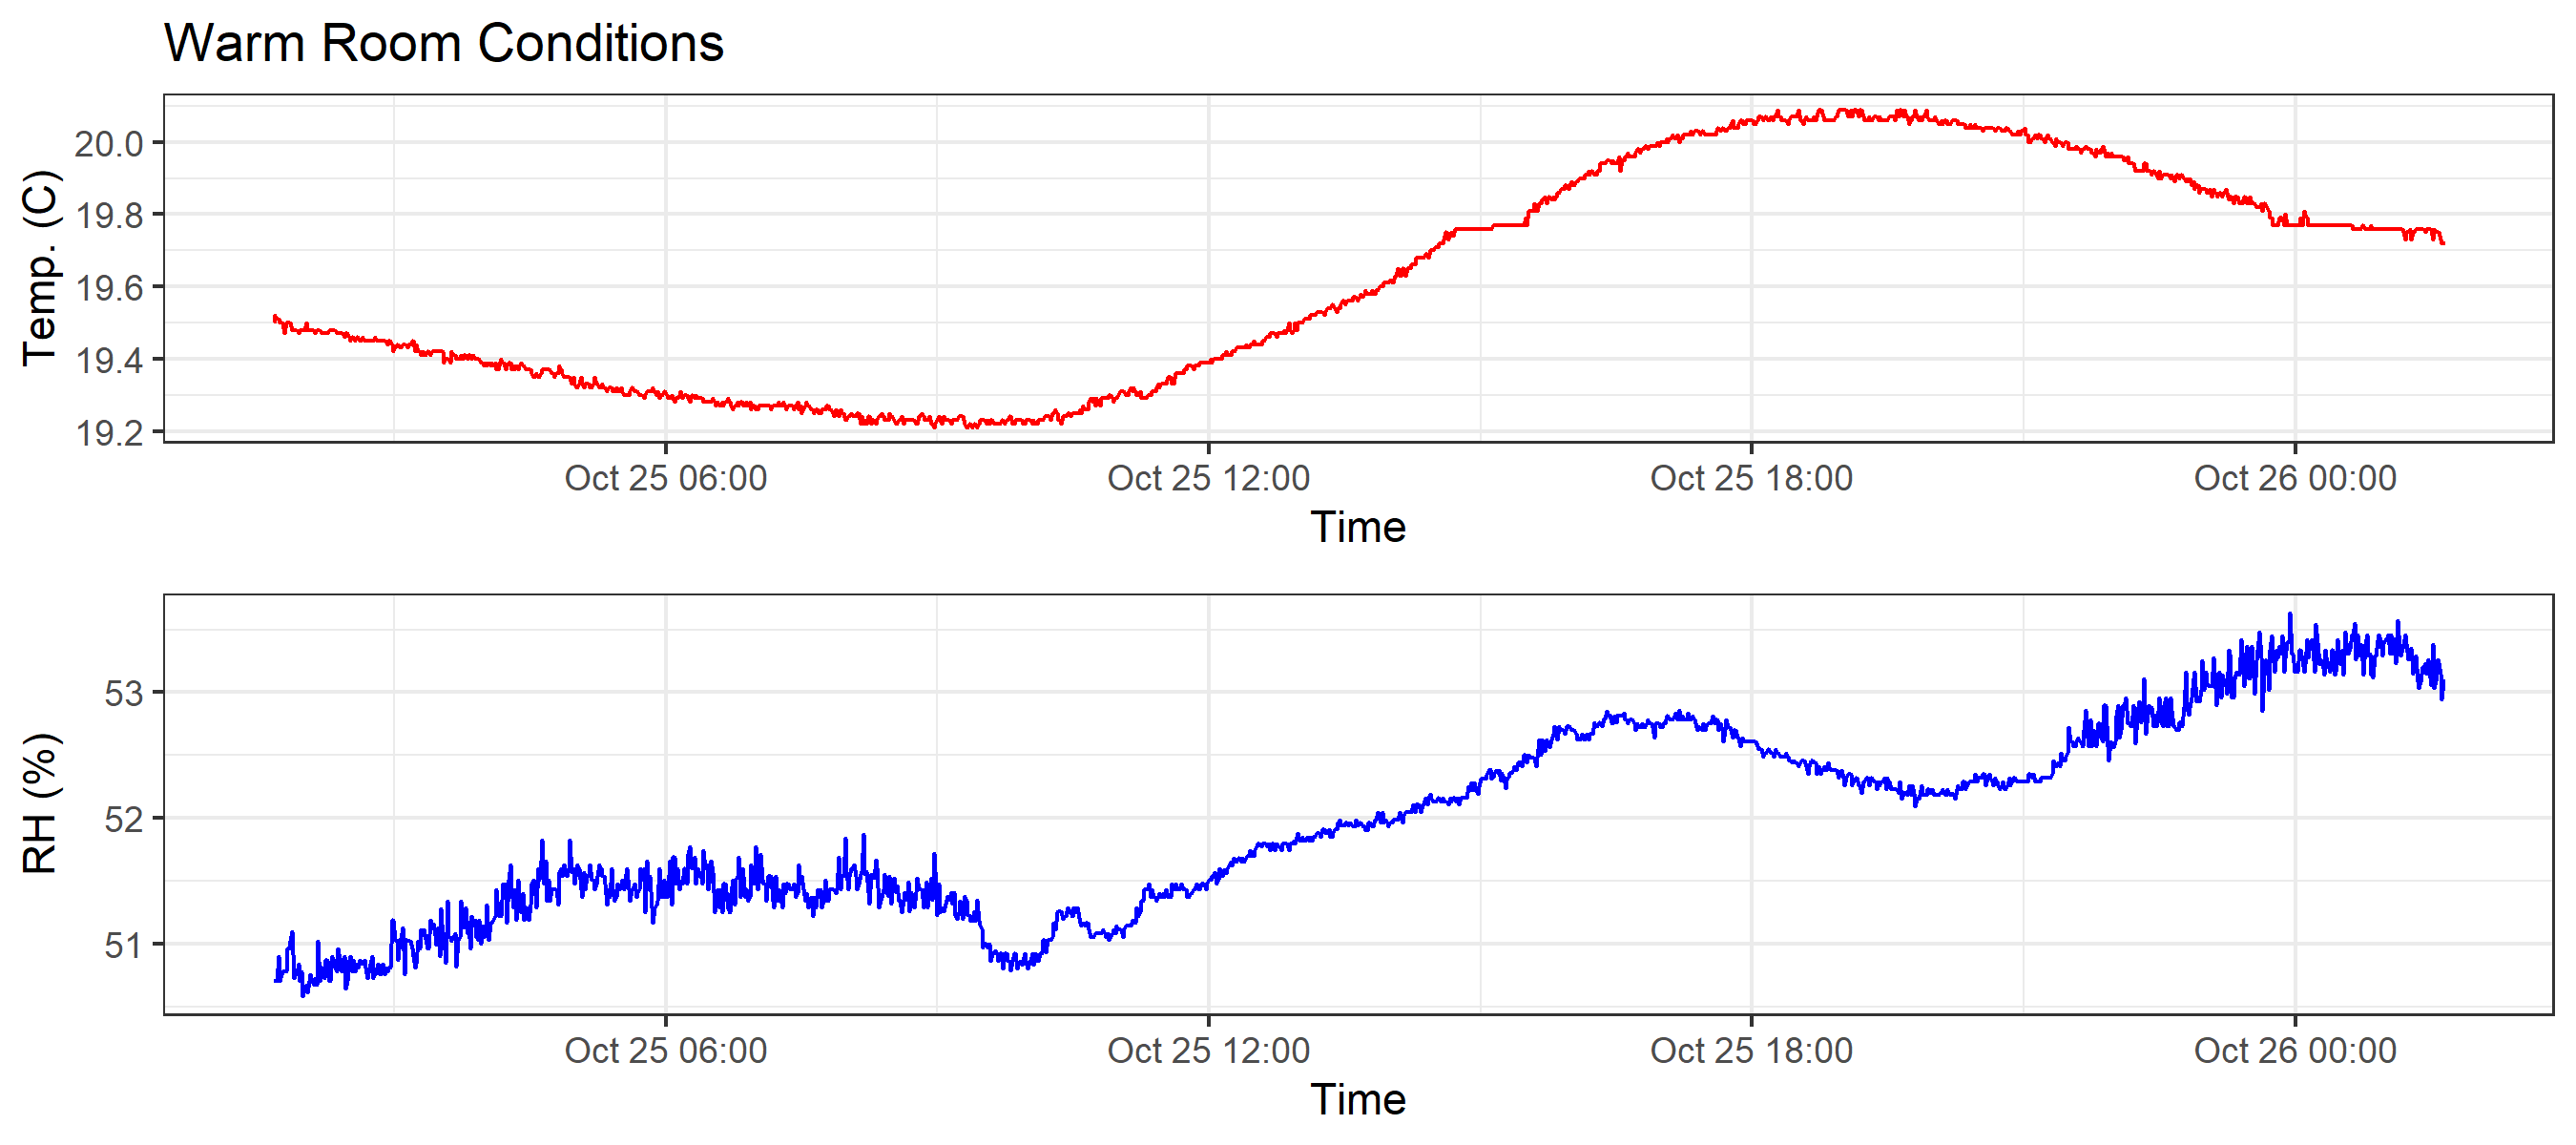 Warm Room Conditions
Temp. (C)
20.0
19.8
19.6
19.4
19.2
Oct 25 06:00 Oct 25 12:00 Oct 25 18:00 Oct 26 00:00
Time
RH (%)
53
52
51
Oct 25 06:00 Oct 25 12:00 Oct 25 18:00 Oct 26 00:00
Time